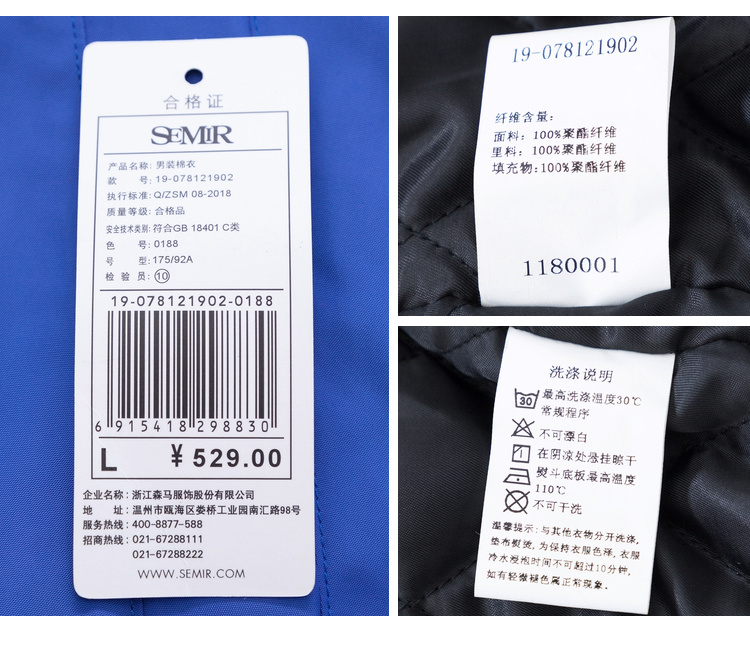 合格证
SEMIR
产品名称: 男装棉衣
款 号: 19-078121902
执行标准: Q/ZSM 08-2018
质量等级: 合格品
安全技术类别: 符合GB 18401 C类
色 号: 0188
号 型: 175/92A
检 验 员: ⑩
19-078121902-0188
6 915418 298830
L ¥ 529.00
企业名称: 浙江森马服饰股份有限公司
地 址: 温州市瓯海区娄桥工业园南汇路98号
服务热线: 400-8877-588
招商热线: 021-67288111
021-67288222
WWW.SEMIR.COM
19-078121902
纤维含量:
面料: 100%聚酯纤维
里料: 100%聚酯纤维
填充物: 100%聚酯纤维
1180001
洗涤说明
30 最高洗涤温度30℃
常规程序
不可漂白
在阴凉处悬挂晾干
熨斗底板最高温度
110℃
不可干洗
温馨提示: 与其他衣物分开洗涤,
垫布熨烫, 为保持衣服色泽, 衣服
冷水浸泡时间不可超过10分钟,
如有轻微褪色属正常现象.